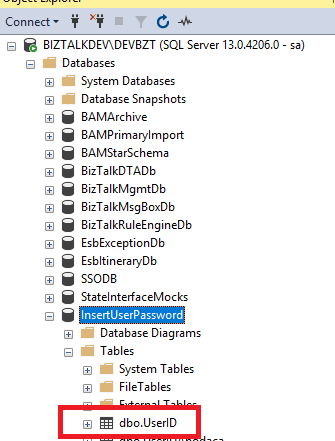 Object Explorer
Connect
BIZTALKDEV\DEVBZT (SQL Server 13.0.4206.0 - sa)
Databases
System Databases
Database Snapshots
BAMArchive
BAMPrimaryImport
BAMStarSchema
BizTalkDTADb
BizTalkMgmtDb
BizTalkMsgBoxDb
BizTalkRuleEngineDb
EsbExceptionDb
EsbItineraryDb
SSODB
StateInterfaceMocks
InsertUserPassword
Database Diagrams
Tables
System Tables
FileTables
External Tables
dbo.UserID